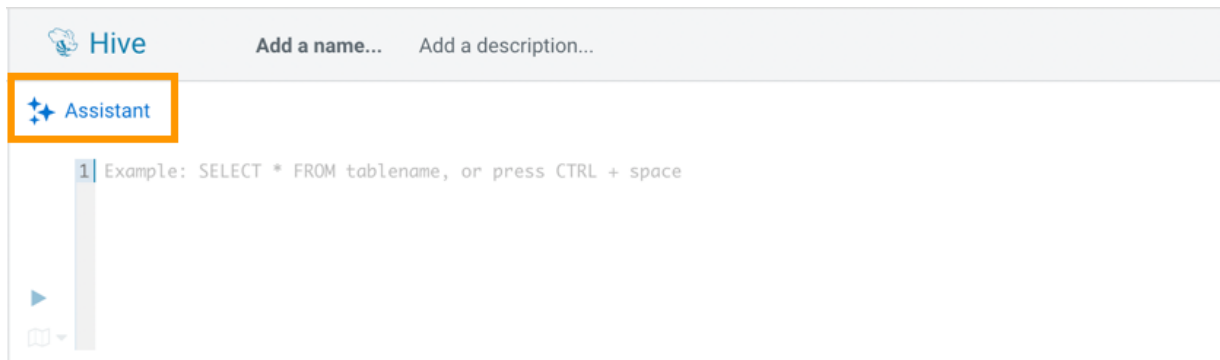 Hive Add a name... Add a description...
Assistant
1 Example: SELECT * FROM tablename, or press CTRL + space